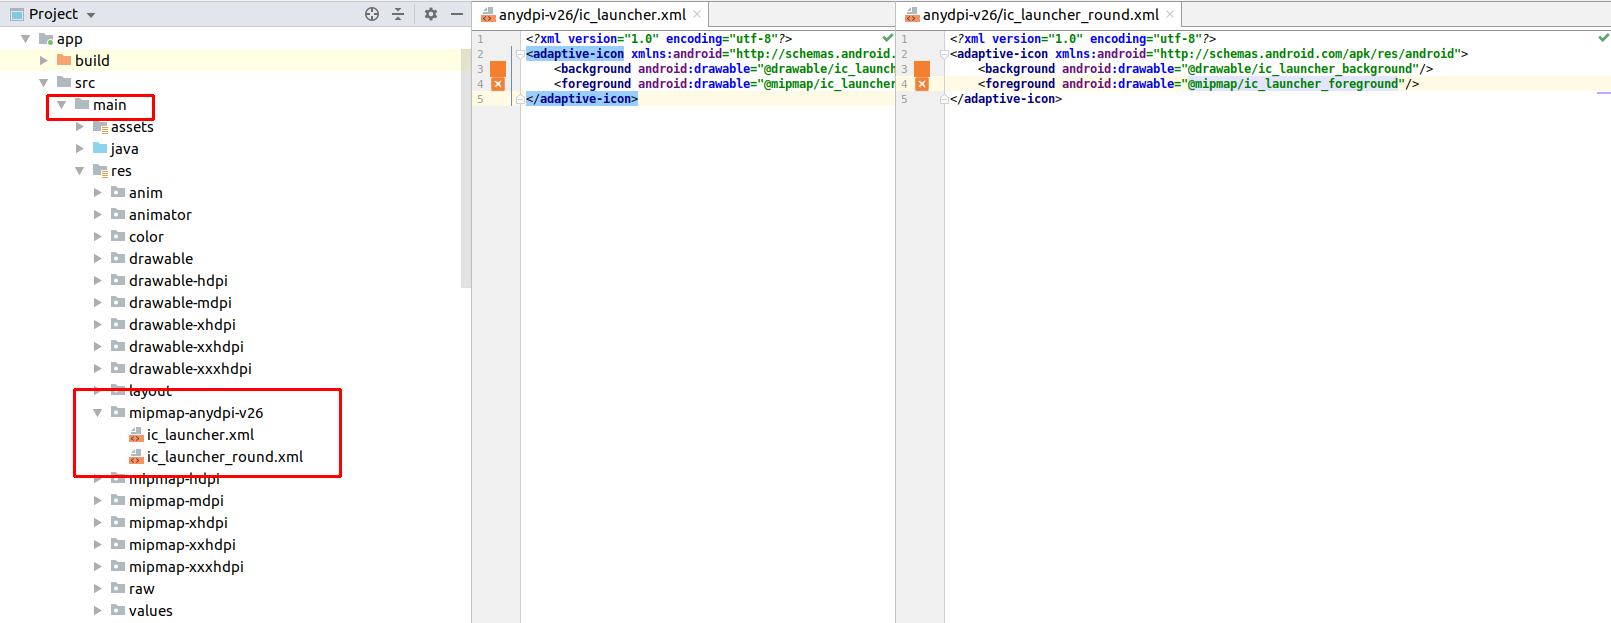 Project
app
build
src
main
assets
java
res
anim
animator
color
drawable
drawable-hdpi
drawable-mdpi
drawable-xhdpi
drawable-xxhdpi
drawable-xxxhdpi
layout
mipmap-anydpi-v26
ic_launcher.xml
ic_launcher_round.xml
mipmap-hdpi
mipmap-mdpi
mipmap-xhdpi
mipmap-xxhdpi
mipmap-xxxhdpi
raw
values
anydpi-v26/ic_launcher.xml
1 <?xml version="1.0" encoding="utf-8"?>
2 <adaptive-icon xmlns:android="http://schemas.android.
3 <background android:drawable="@drawable/ic_launch
4 <foreground android:drawable="@mipmap/ic_launcher
5 </adaptive-icon>
anydpi-v26/ic_launcher_round.xml
1 <?xml version="1.0" encoding="utf-8"?>
2 <adaptive-icon xmlns:android="http://schemas.android.com/apk/res/android">
3 <background android:drawable="@drawable/ic_launcher_background"/>
4 <foreground android:drawable="@mipmap/ic_launcher_foreground"/>
5 </adaptive-icon>